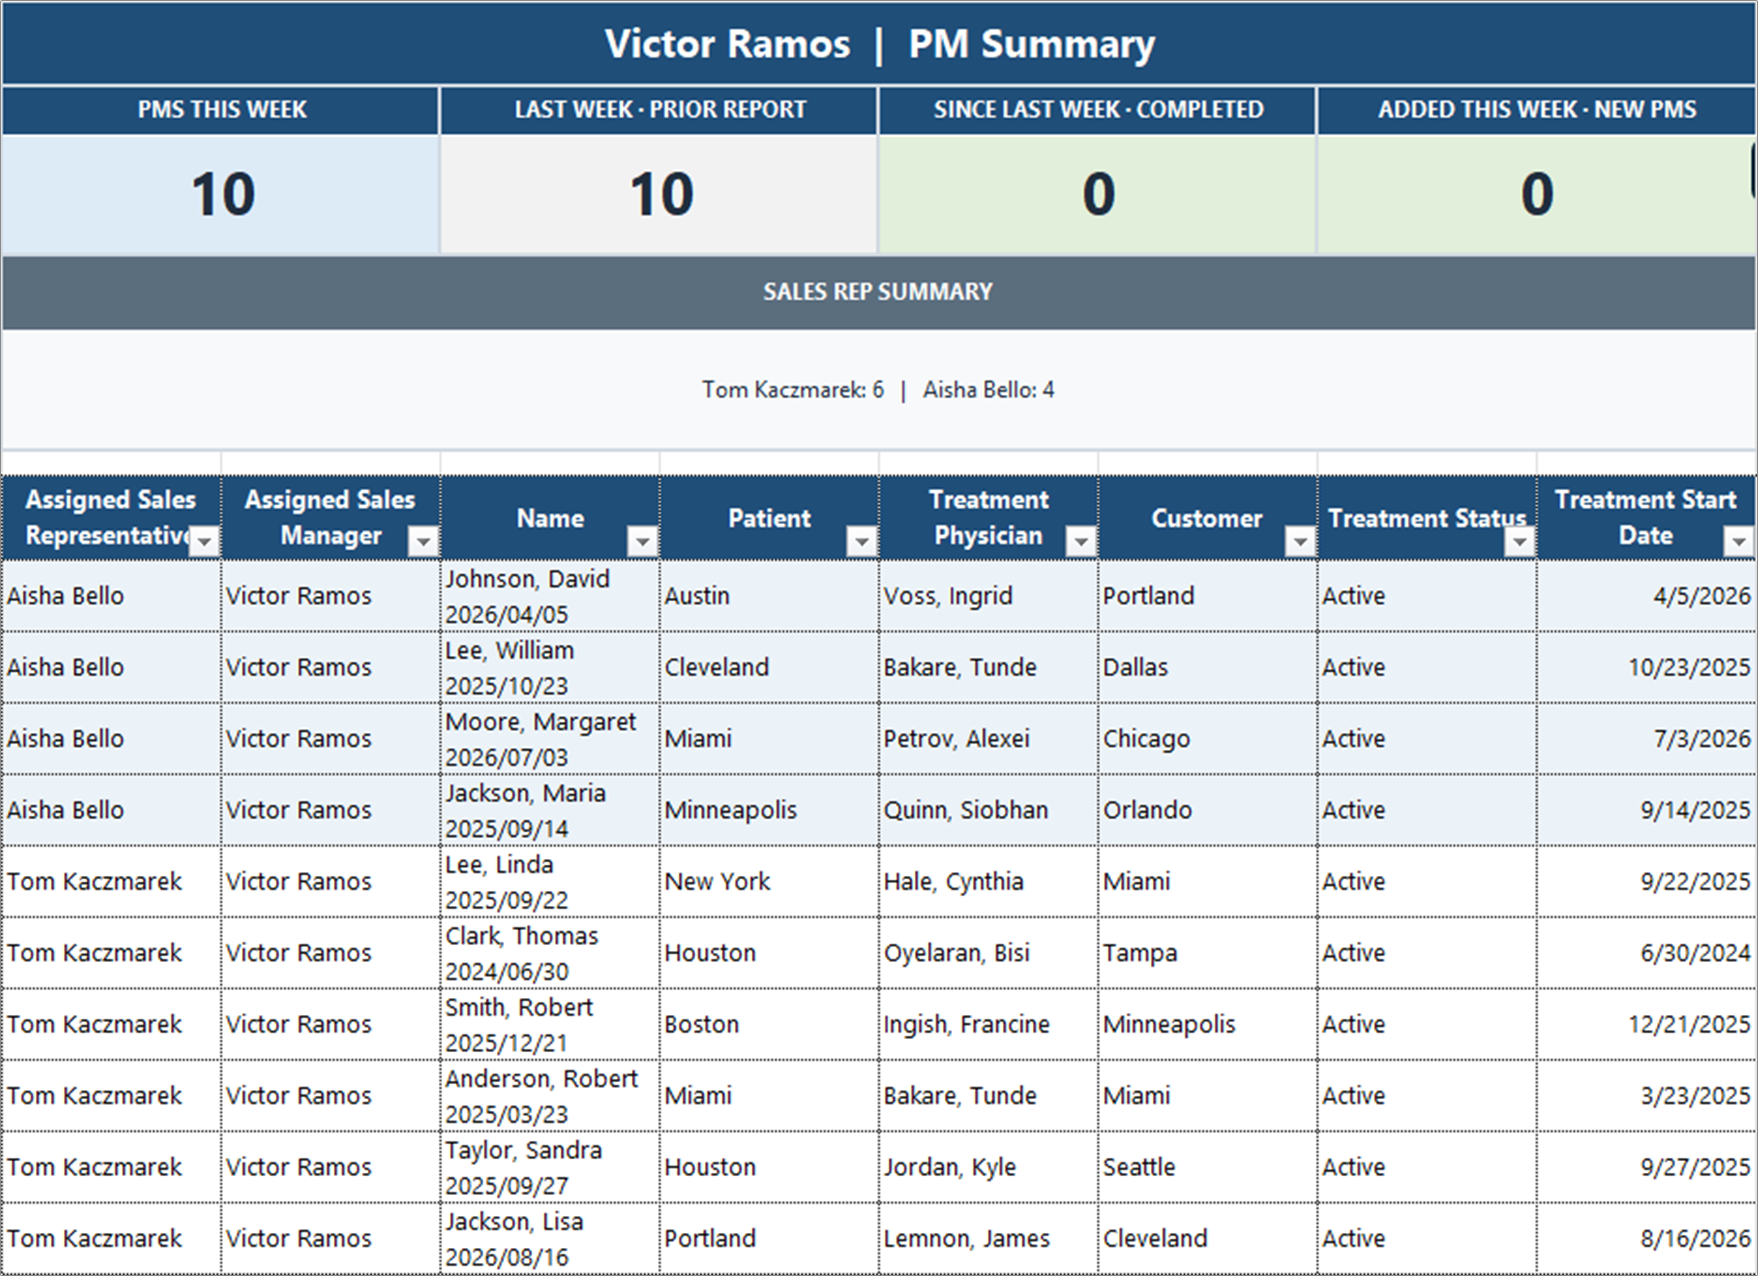 Victor Ramos | PM Summary
PMS THIS WEEK LAST WEEK · PRIOR REPORT SINCE LAST WEEK · COMPLETED ADDED THIS WEEK · NEW PMS
10 10 0 0
SALES REP SUMMARY
Tom Kaczmarek: 6 | Aisha Bello: 4
Assigned Sales Representative Assigned Sales Manager Name Patient Treatment Physician Customer Treatment Status Treatment Start Date
Aisha Bello Victor Ramos Johnson, David 2026/04/05 Austin Voss, Ingrid Portland Active 4/5/2026
Aisha Bello Victor Ramos Lee, William 2025/10/23 Cleveland Bakare, Tunde Dallas Active 10/23/2025
Aisha Bello Victor Ramos Moore, Margaret 2026/07/03 Miami Petrov, Alexei Chicago Active 7/3/2026
Aisha Bello Victor Ramos Jackson, Maria 2025/09/14 Minneapolis Quinn, Siobhan Orlando Active 9/14/2025
Tom Kaczmarek Victor Ramos Lee, Linda 2025/09/22 New York Hale, Cynthia Miami Active 9/22/2025
Tom Kaczmarek Victor Ramos Clark, Thomas 2024/06/30 Houston Oyelaran, Bisi Tampa Active 6/30/2024
Tom Kaczmarek Victor Ramos Smith, Robert 2025/12/21 Boston Ingish, Francine Minneapolis Active 12/21/2025
Tom Kaczmarek Victor Ramos Anderson, Robert 2025/03/23 Miami Bakare, Tunde Miami Active 3/23/2025
Tom Kaczmarek Victor Ramos Taylor, Sandra 2025/09/27 Houston Jordan, Kyle Seattle Active 9/27/2025
Tom Kaczmarek Victor Ramos Jackson, Lisa 2026/08/16 Portland Lemnon, James Cleveland Active 8/16/2026